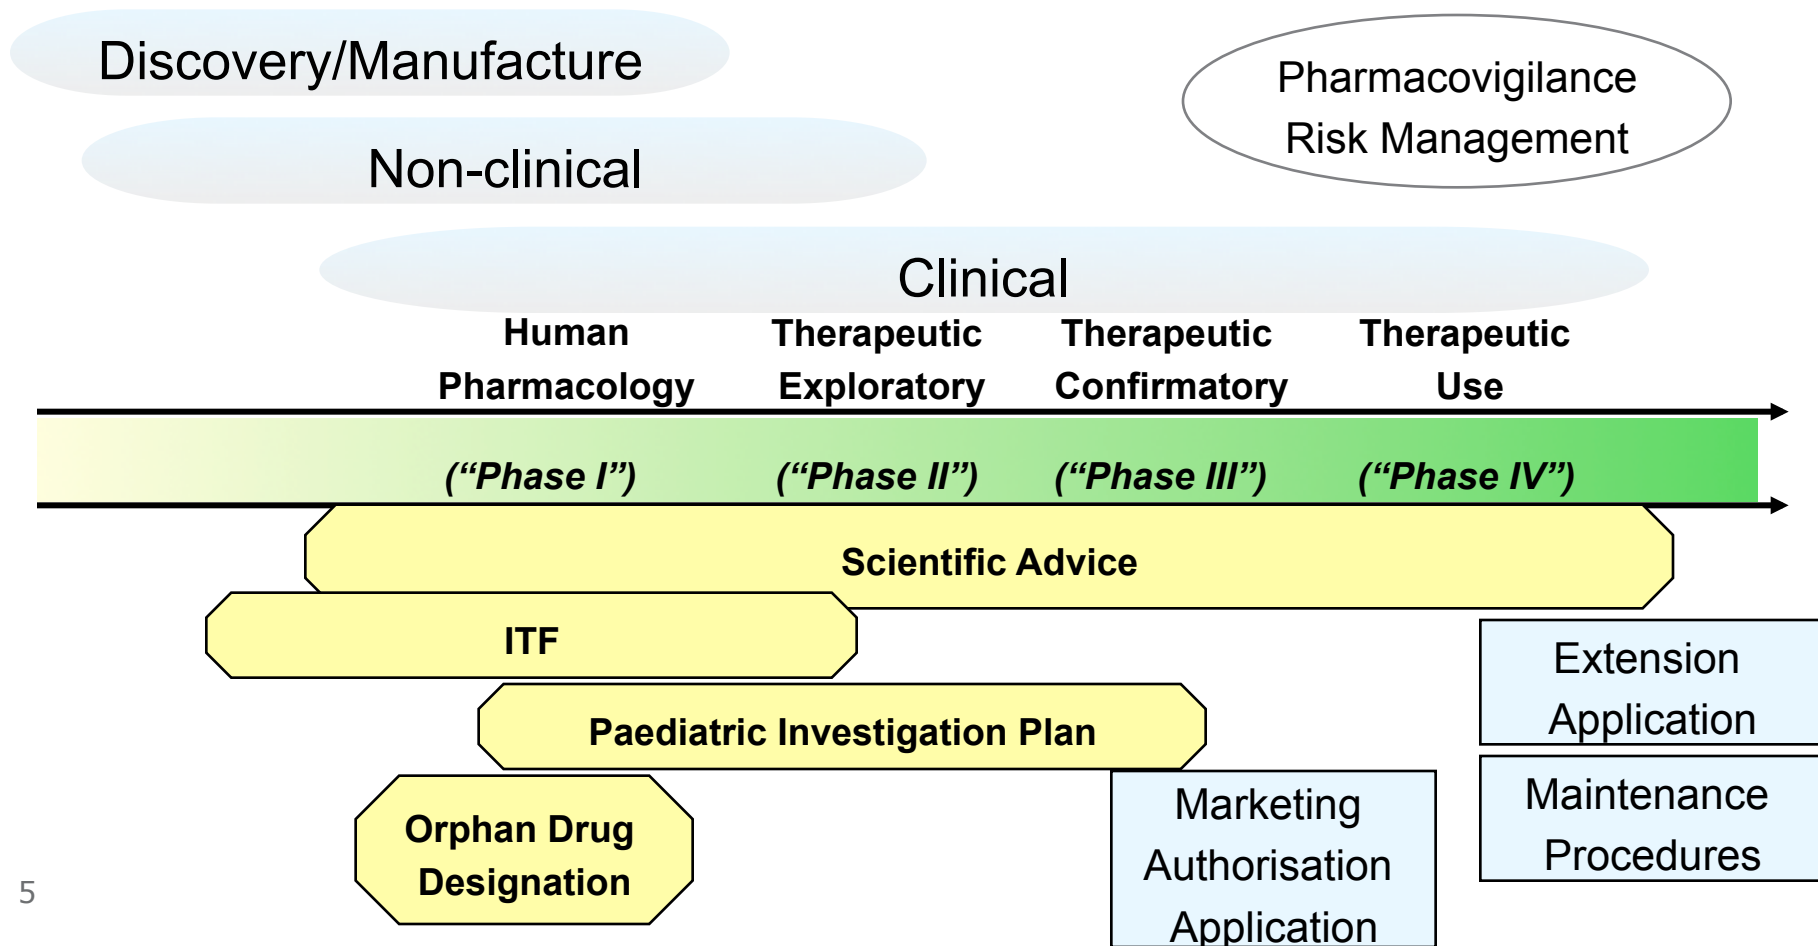 Discovery/Manufacture
Pharmacovigilance
Risk Management
Non-clinical
Clinical
Human
Pharmacology
Therapeutic
Exploratory
Therapeutic
Confirmatory
Therapeutic
Use
(“Phase I”)
(“Phase II”)
(“Phase III”)
(“Phase IV”)
Scientific Advice
ITF
Extension
Application
Paediatric Investigation Plan
Orphan Drug
Designation
Marketing
Authorisation
Application
Maintenance
Procedures
5